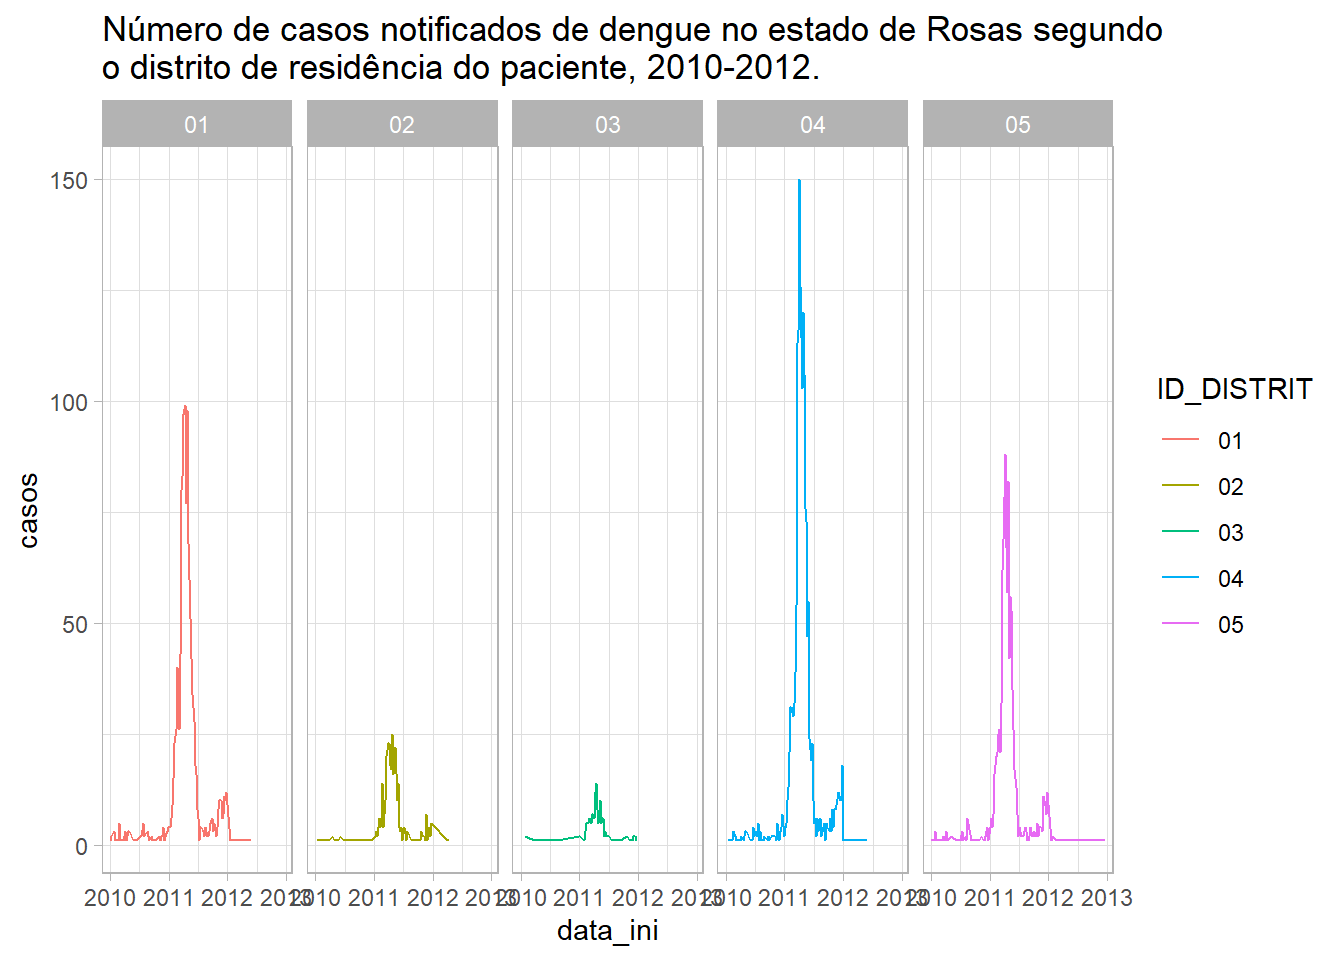 Número de casos notificados de dengue no estado de Rosas segundo
o distrito de residência do paciente, 2010-2012.
01 02 03 04 05
150
100
50
0
casos
2010 2011 2012 2013 2010 2011 2012 2013 2010 2011 2012 2013 2010 2011 2012 2013 2010 2011 2012 2013
data_ini
ID_DISTRIT
01
02
03
04
05